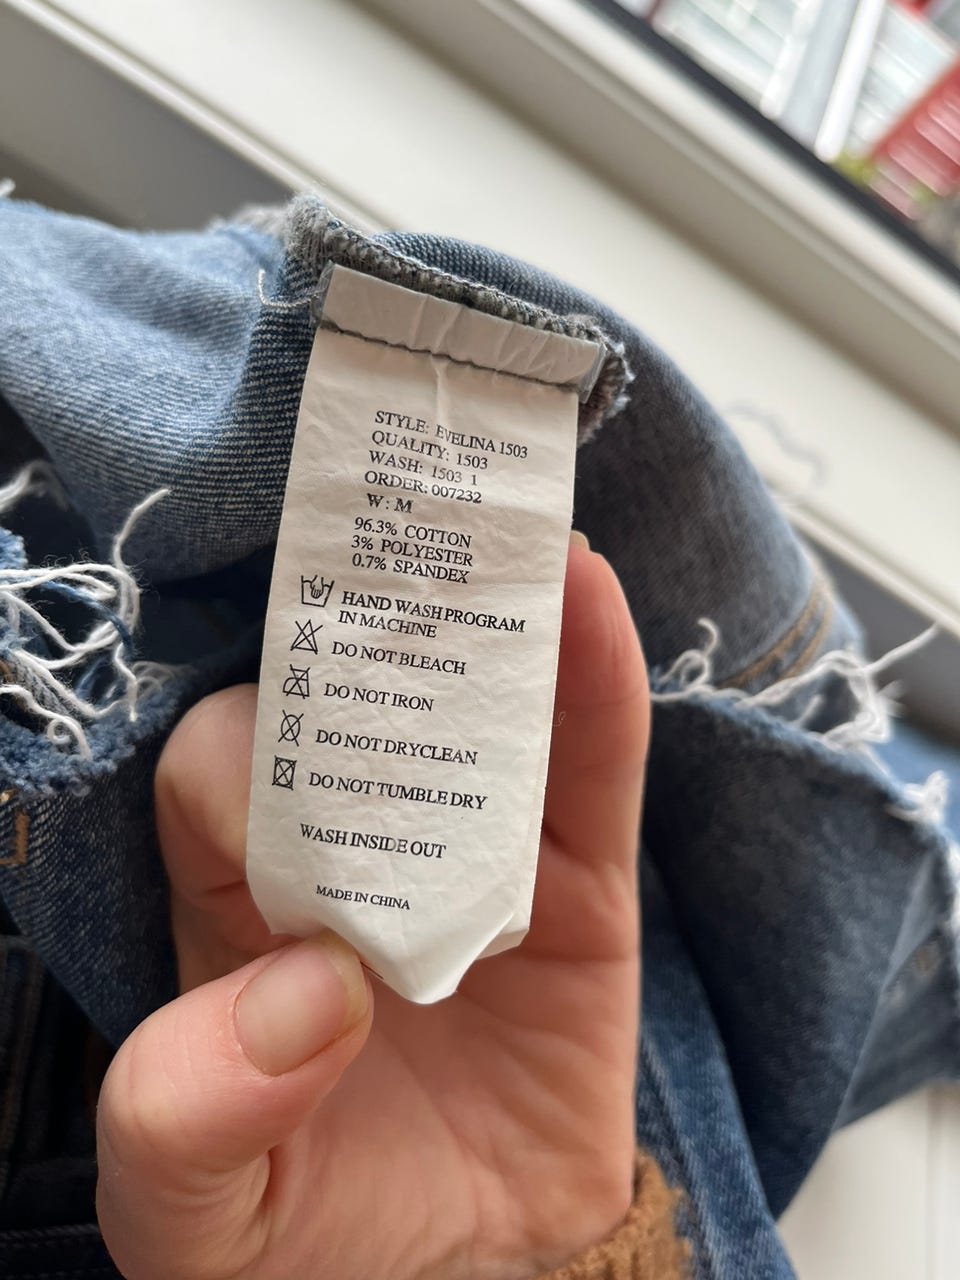 STYLE: EVELINA 1503
QUALITY: 1503
WASH: 1503 1
ORDER: 007232
W: M
96.3% COTTON
3% POLYESTER
0.7% SPANDEX
HAND WASH PROGRAM
IN MACHINE
DO NOT BLEACH
DO NOT IRON
DO NOT DRYCLEAN
DO NOT TUMBLE DRY
WASH INSIDE OUT
MADE IN CHINA